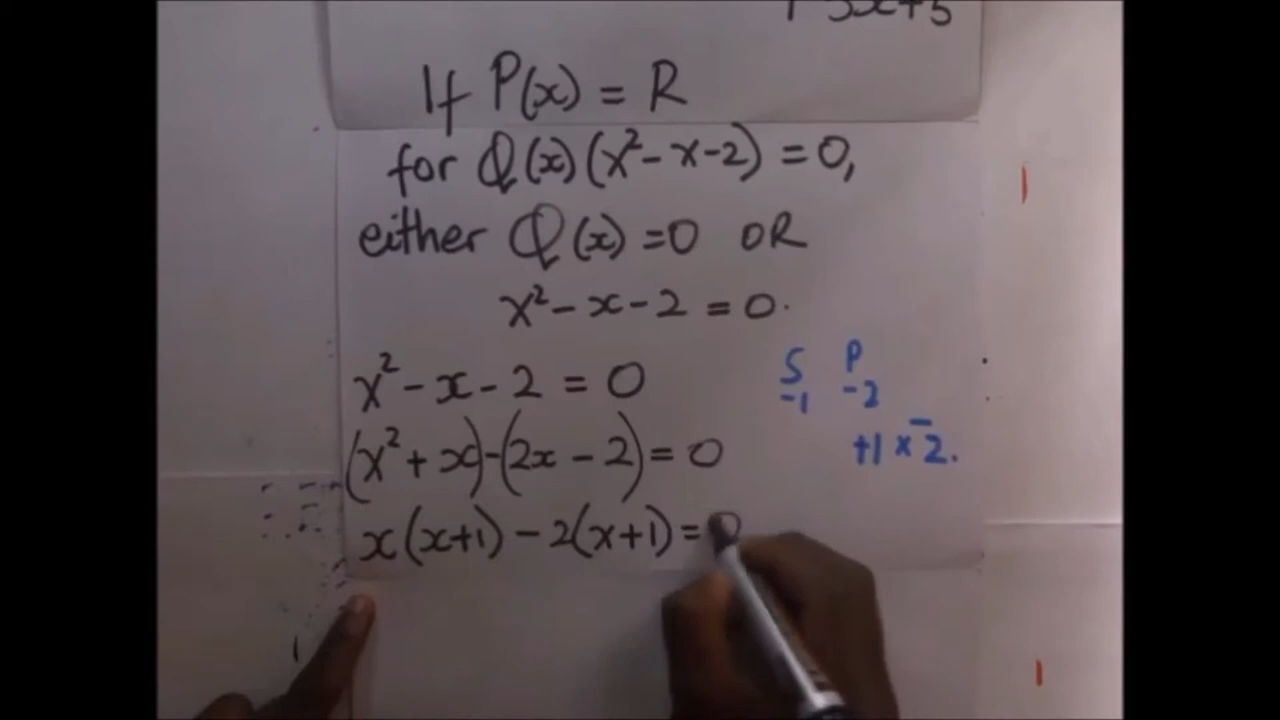 If P(x) = R
for Q(x)(x²-x-2) = 0,
either Q(x) = 0 OR
x²-x-2 = 0.
x²-x-2 = 0
S P
-1 -2
(x²+x)-(2x-2) = 0
+1 x -2.
x(x+1)-2(x+1) = 0